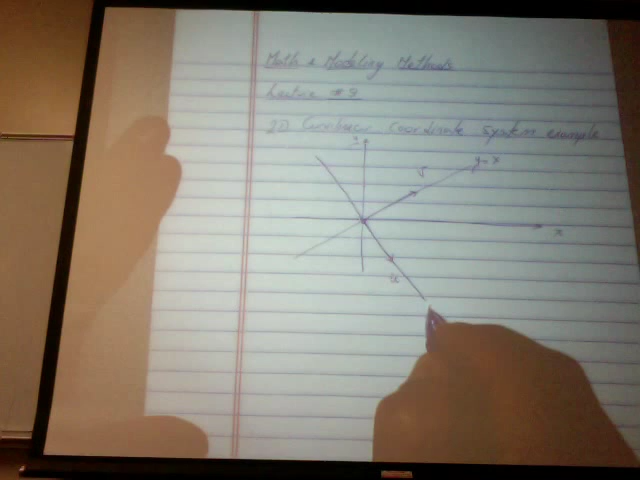 Math & Modeling Methods
Lecture #9
2D Curvilinear coordinate system example
y
v
y=x
x
u